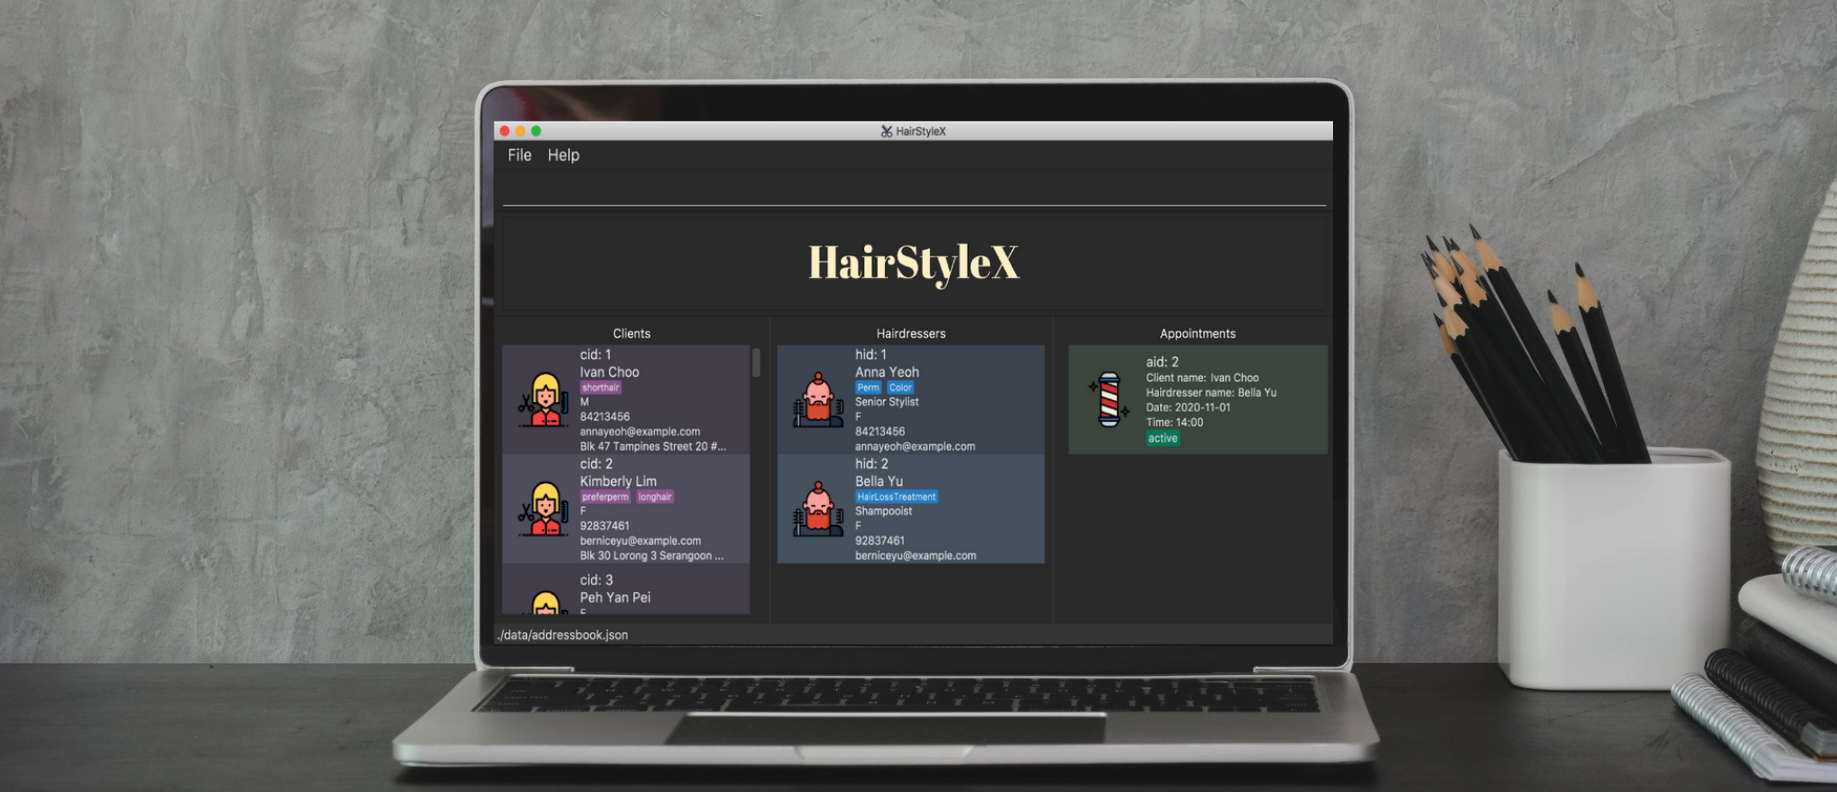 HairStyleX
File Help
HairStyleX
Clients
cid: 1
Ivan Choo
shorthair
M
84213456
annayeoh@example.com
Blk 47 Tampines Street 20 #...
cid: 2
Kimberly Lim
preferperm longhair
F
92837461
berniceyu@example.com
Blk 30 Lorong 3 Serangoon ...
cid: 3
Peh Yan Pei
F
Hairdressers
hid: 1
Anna Yeoh
Perm Color
Senior Stylist
F
84213456
annayeoh@example.com
hid: 2
Bella Yu
HairLossTreatment
Shampooist
F
92837461
berniceyu@example.com
Appointments
aid: 2
Client name: Ivan Choo
Hairdresser name: Bella Yu
Date: 2020-11-01
Time: 14:00
active
./data/addressbook.json